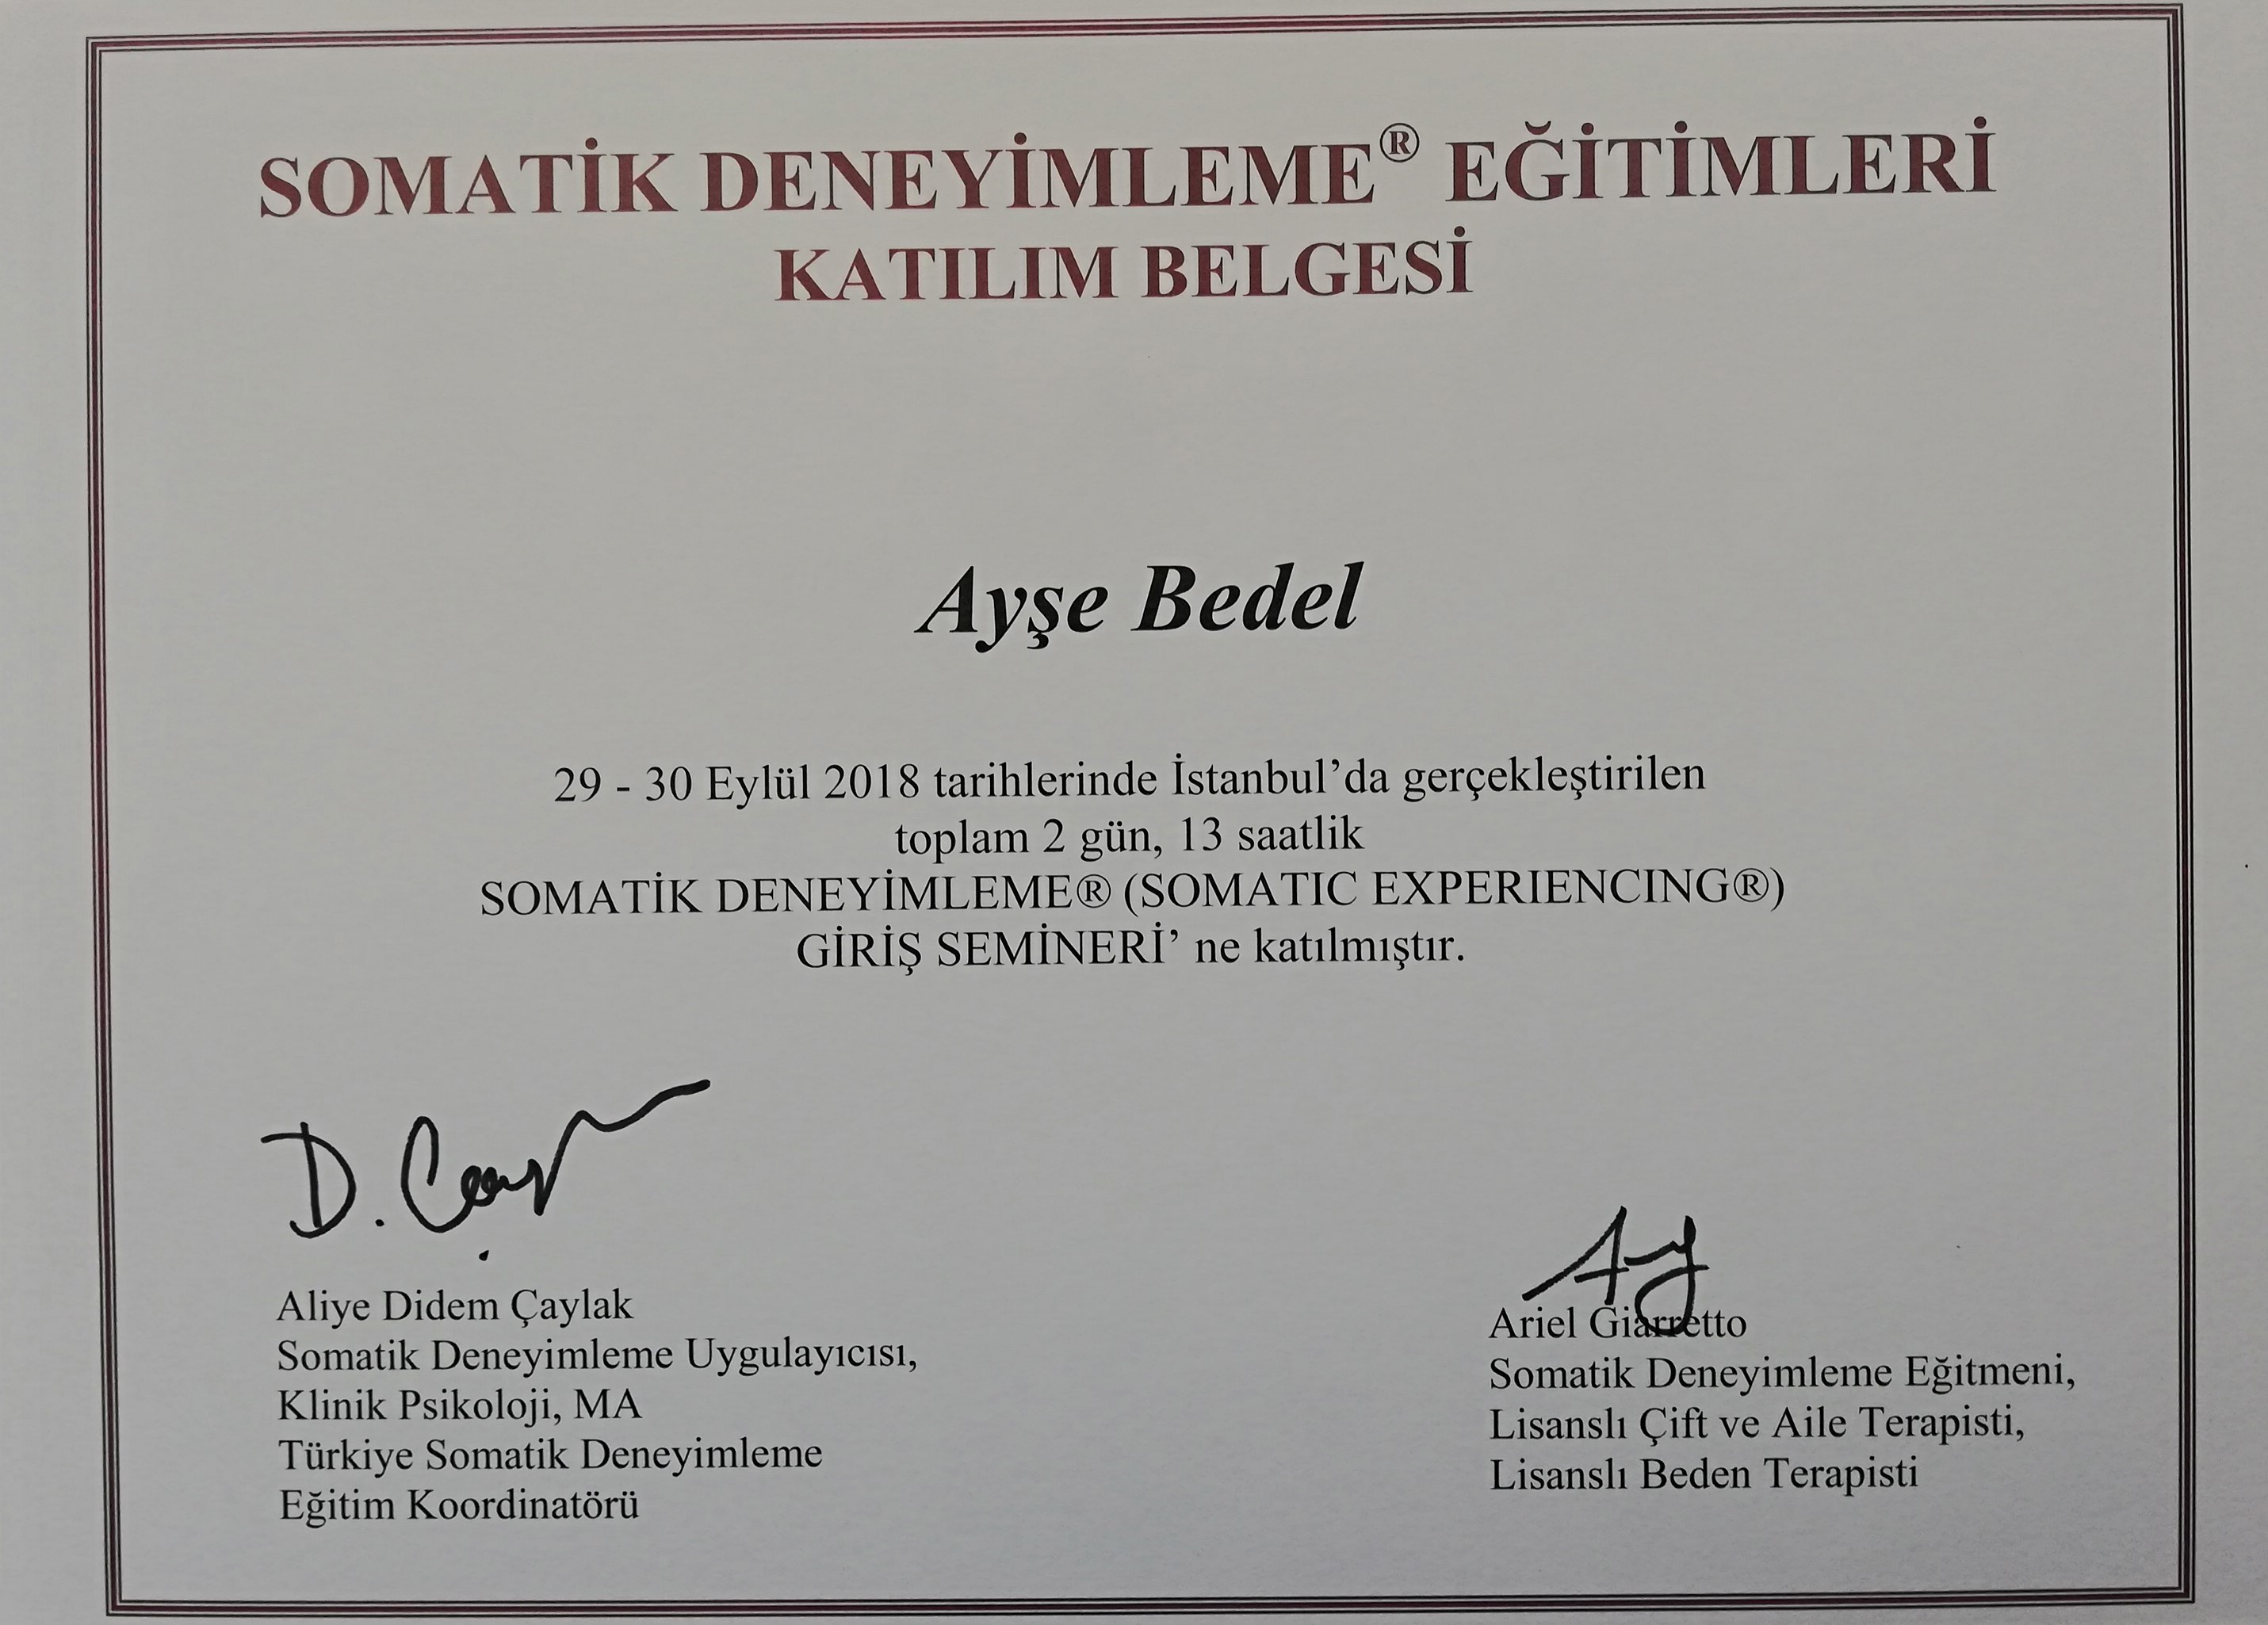 SOMATİK DENEYİMLEME® EĞİTİMLERİ
KATILIM BELGESİ
Ayşe Bedel
29 - 30 Eylül 2018 tarihlerinde İstanbul’da gerçekleştirilen
toplam 2 gün, 13 saatlik
SOMATİK DENEYİMLEME® (SOMATIC EXPERIENCING®)
GİRİŞ SEMİNERİ’ ne katılmıştır.
Aliye Didem Çaylak
Somatik Deneyimleme Uygulayıcısı,
Klinik Psikoloji, MA
Türkiye Somatik Deneyimleme
Eğitim Koordinatörü
Ariel Giarretto
Somatik Deneyimleme Eğitmeni,
Lisanslı Çift ve Aile Terapisti,
Lisanslı Beden Terapisti